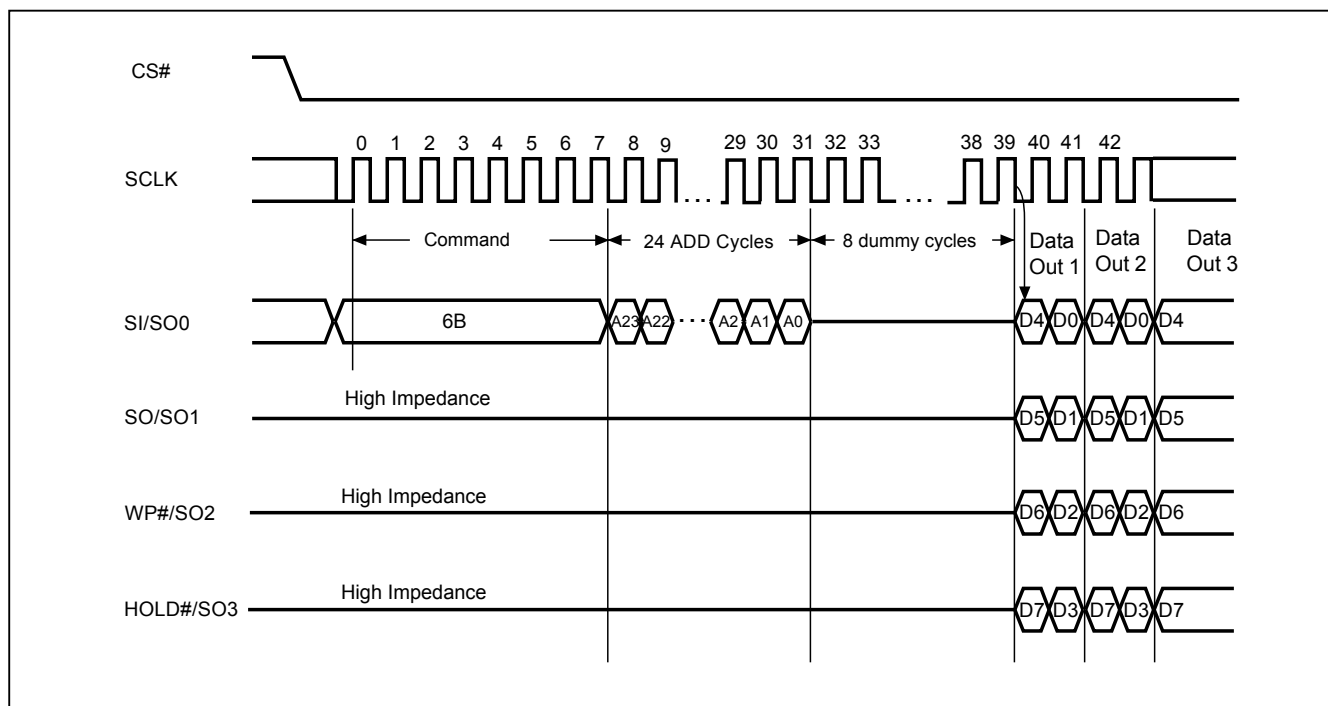 CS#
0 1 2 3 4 5 6 7 8 9 29 30 31 32 33 38 39 40 41 42
SCLK
Command 24 ADD Cycles 8 dummy cycles Data Out 1 Data Out 2 Data Out 3
SI/SO0 6B A23 A22 A2 A1 A0 D4 D0 D4 D0 D4
High Impedance
SO/SO1 D5 D1 D5 D1 D5
High Impedance
WP#/SO2 D6 D2 D6 D2 D6
High Impedance
HOLD#/SO3 D7 D3 D7 D3 D7